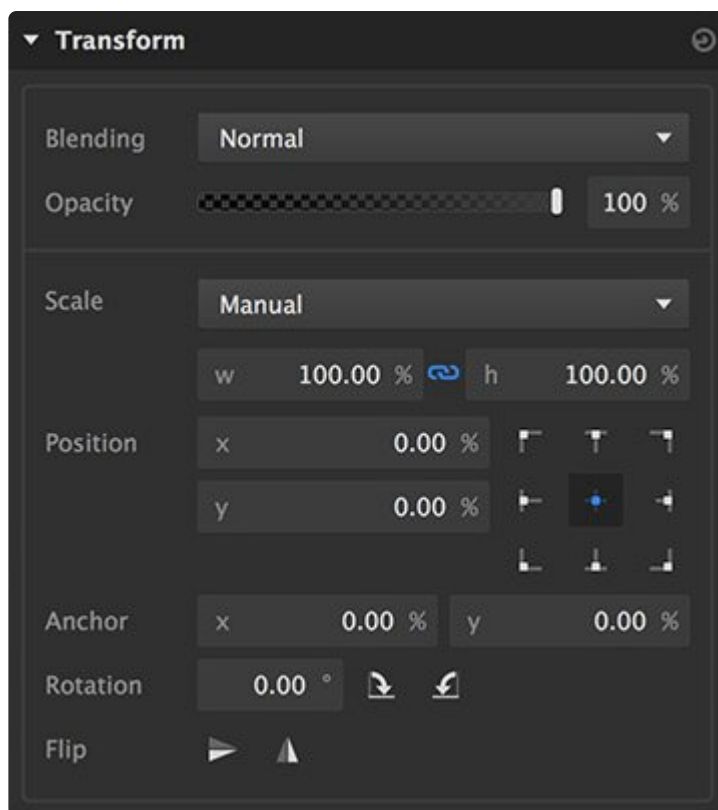 Transform
Blending Normal
Opacity 100 %
Scale Manual
w 100.00 % h 100.00 %
Position x 0.00 %
y 0.00 %
Anchor x 0.00 % y 0.00 %
Rotation 0.00 °
Flip